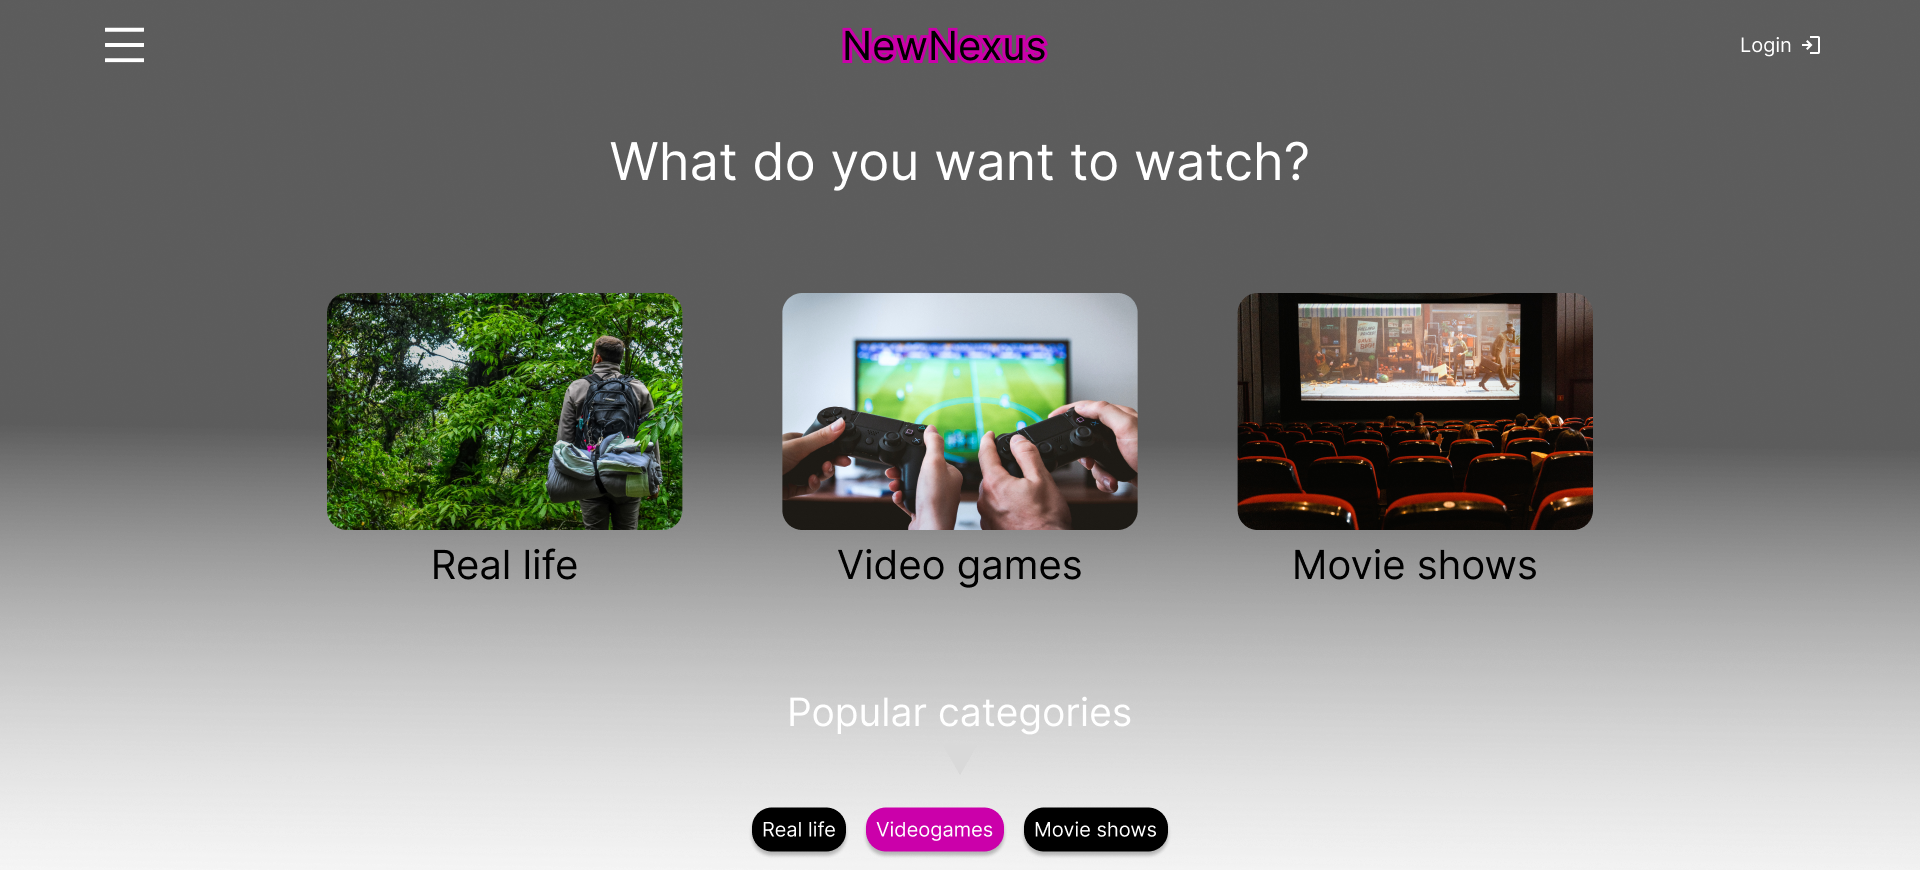 NewNexus
Login
What do you want to watch?
Real life
Video games
Movie shows
Popular categories
Real life
Videogames
Movie shows